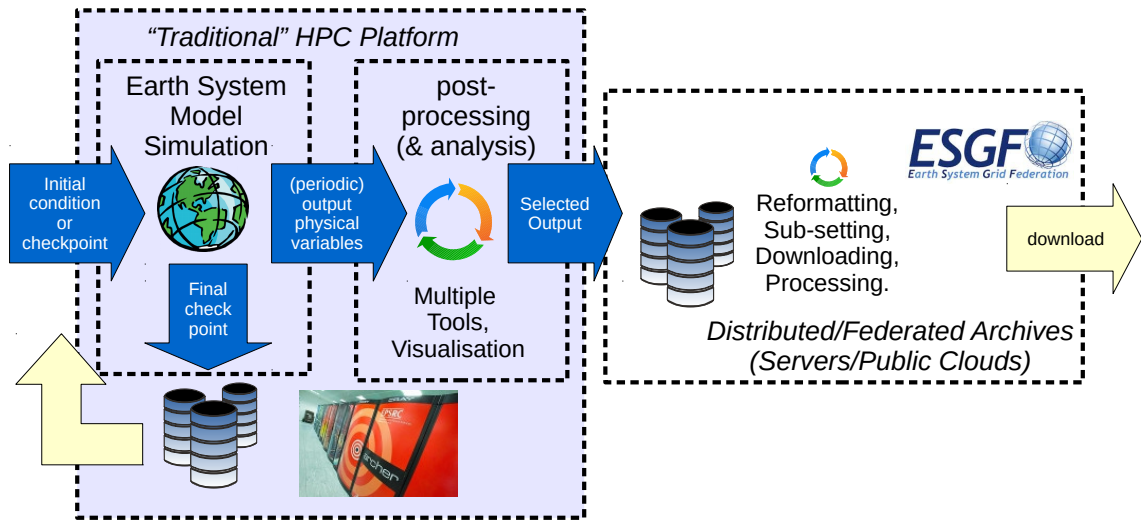 “Traditional” HPC Platform
Earth System
Model
Simulation
post-
processing
(& analysis)
Initial
condition
or
checkpoint
(periodic)
output
physical
variables
Selected
Output
Final
check
point
Multiple
Tools,
Visualisation
ESGF
Earth System Grid Federation
Reformatting,
Sub-setting,
Downloading,
Processing.
download
Distributed/Federated Archives
(Servers/Public Clouds)
archer